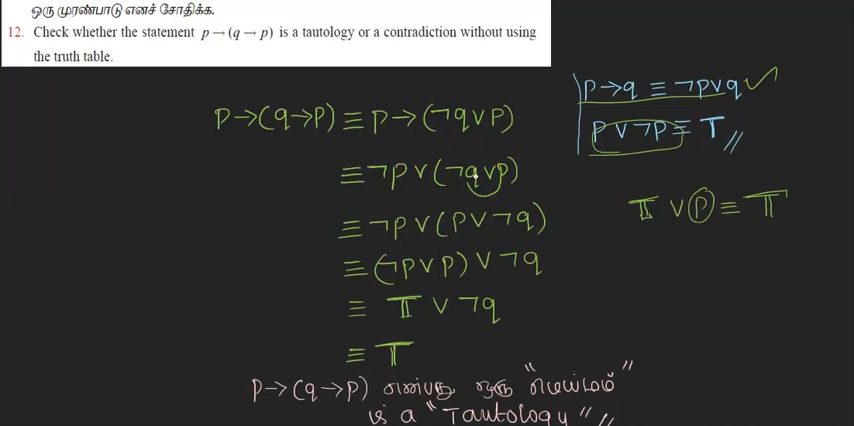 ஒரு முரண்பாடு எனச் சோதிக்க.
12. Check whether the statement p → (q → p) is a tautology or a contradiction without using
the truth table.
P → q ≡ ¬P ∨ q ✓
P ∨ ¬P ≡ T //
P → (q → P) ≡ P → (¬q ∨ P)
≡ ¬P ∨ (¬q ∨ P)
≡ ¬P ∨ (P ∨ ¬q)
≡ (¬P ∨ P) ∨ ¬q
≡ T ∨ ¬q
≡ T
T ∨ P ≡ T
P → (q → P) என்பது ஒரு "மெய்மம்"
is a "Tautology" //